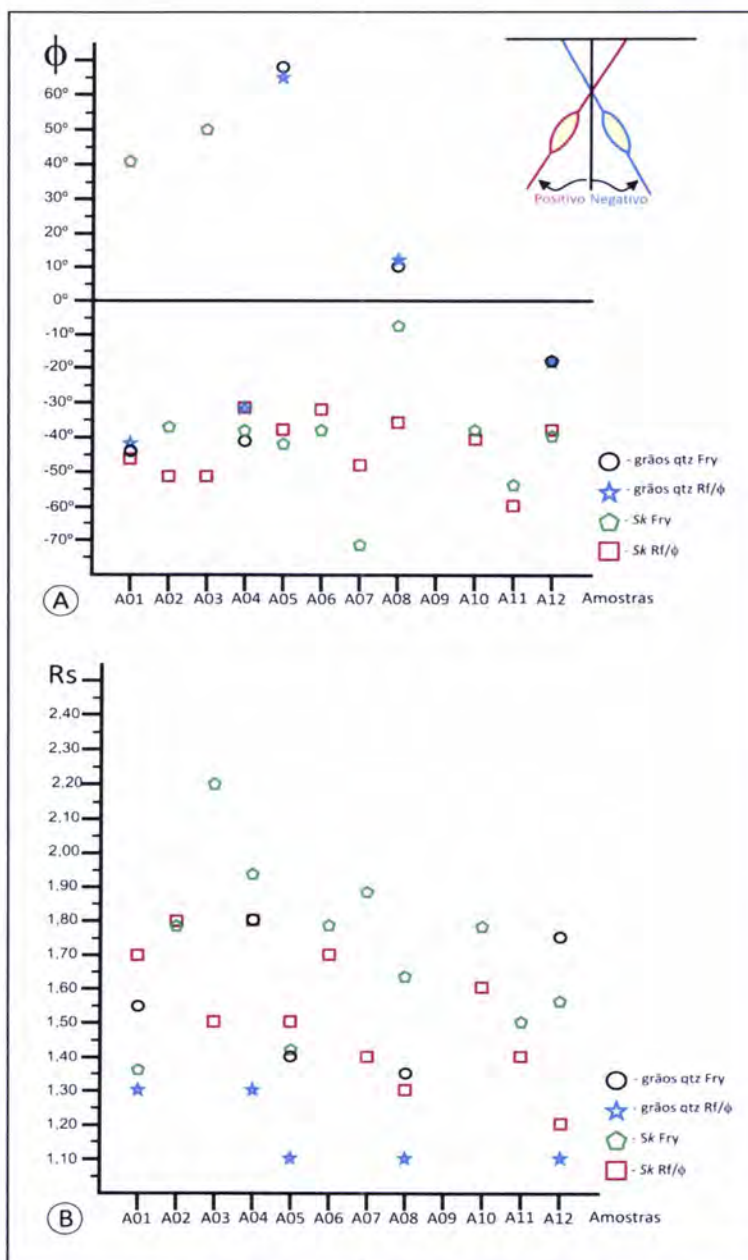 ϕ
60º
50º
40º
30º
20º
10º
0º
-10º
-20º
-30º
-40º
-50º
-60º
-70º
Positivo Negativo
- grãos qtz Fry
- grãos qtz Rf/ϕ
- Sk Fry
- Sk Rf/ϕ
A01 A02 A03 A04 A05 A06 A07 A08 A09 A10 A11 A12 Amostras
A
Rs
2,40
2,30
2,20
2,10
2,00
1,90
1,80
1,70
1,60
1,50
1,40
1,30
1,20
1,10
- grãos qtz Fry
- grãos qtz Rf/ϕ
- Sk Fry
- Sk Rf/ϕ
A01 A02 A03 A04 A05 A06 A07 A08 A09 A10 A11 A12 Amostras
B